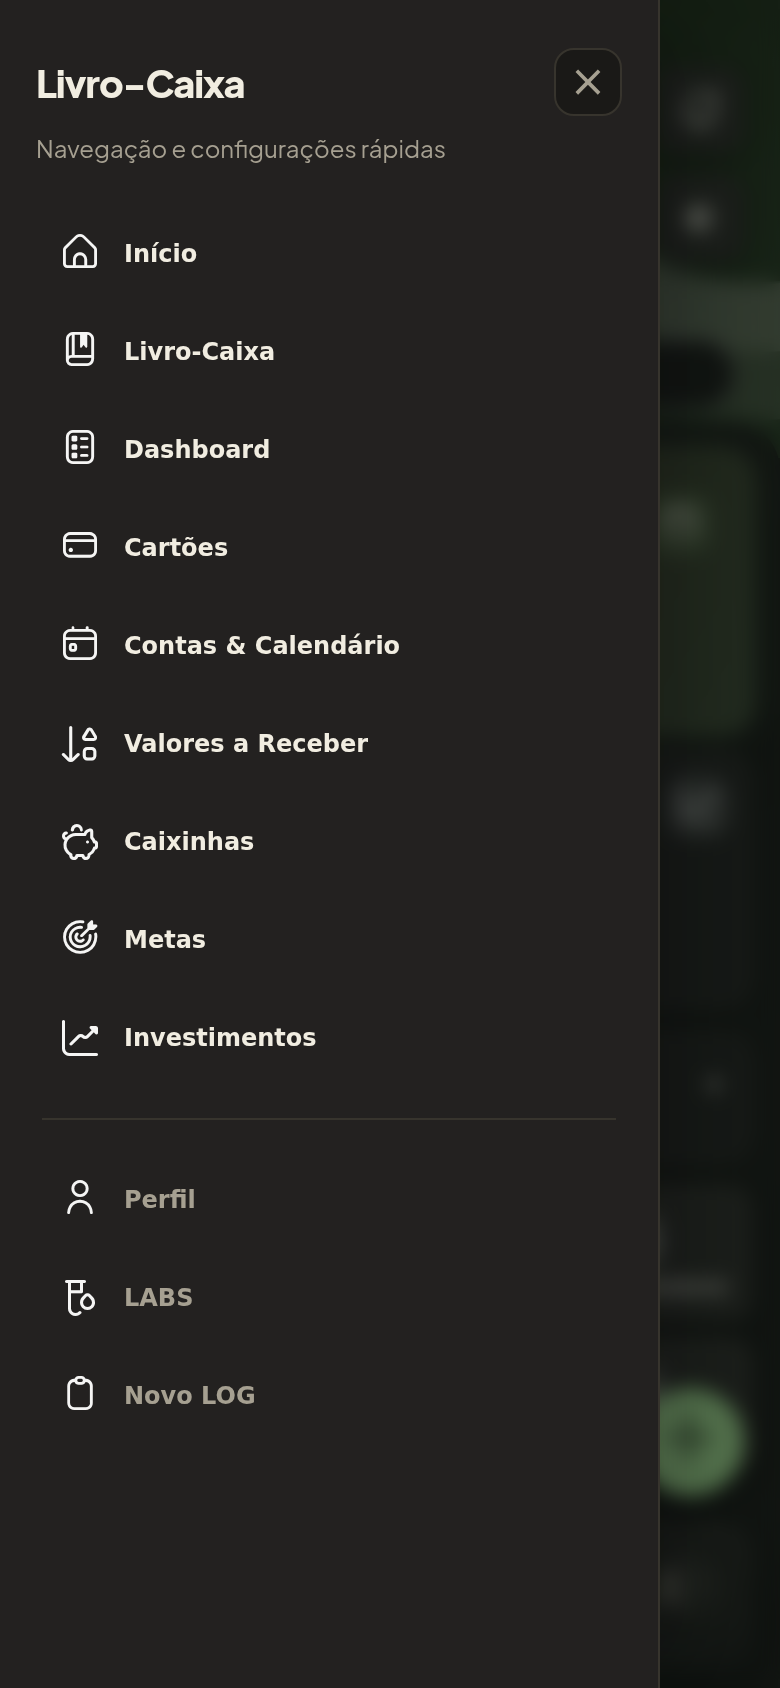 Livro-Caixa
Navegação e configurações rápidas
Início
Livro-Caixa
Dashboard
Cartões
Contas & Calendário
Valores a Receber
Caixinhas
Metas
Investimentos
Perfil
LABS
Novo LOG